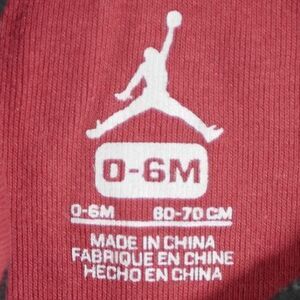 0-6M
0-6M 60-70 CM
MADE IN CHINA
FABRIQUE EN CHINE
HECHO EN CHINA